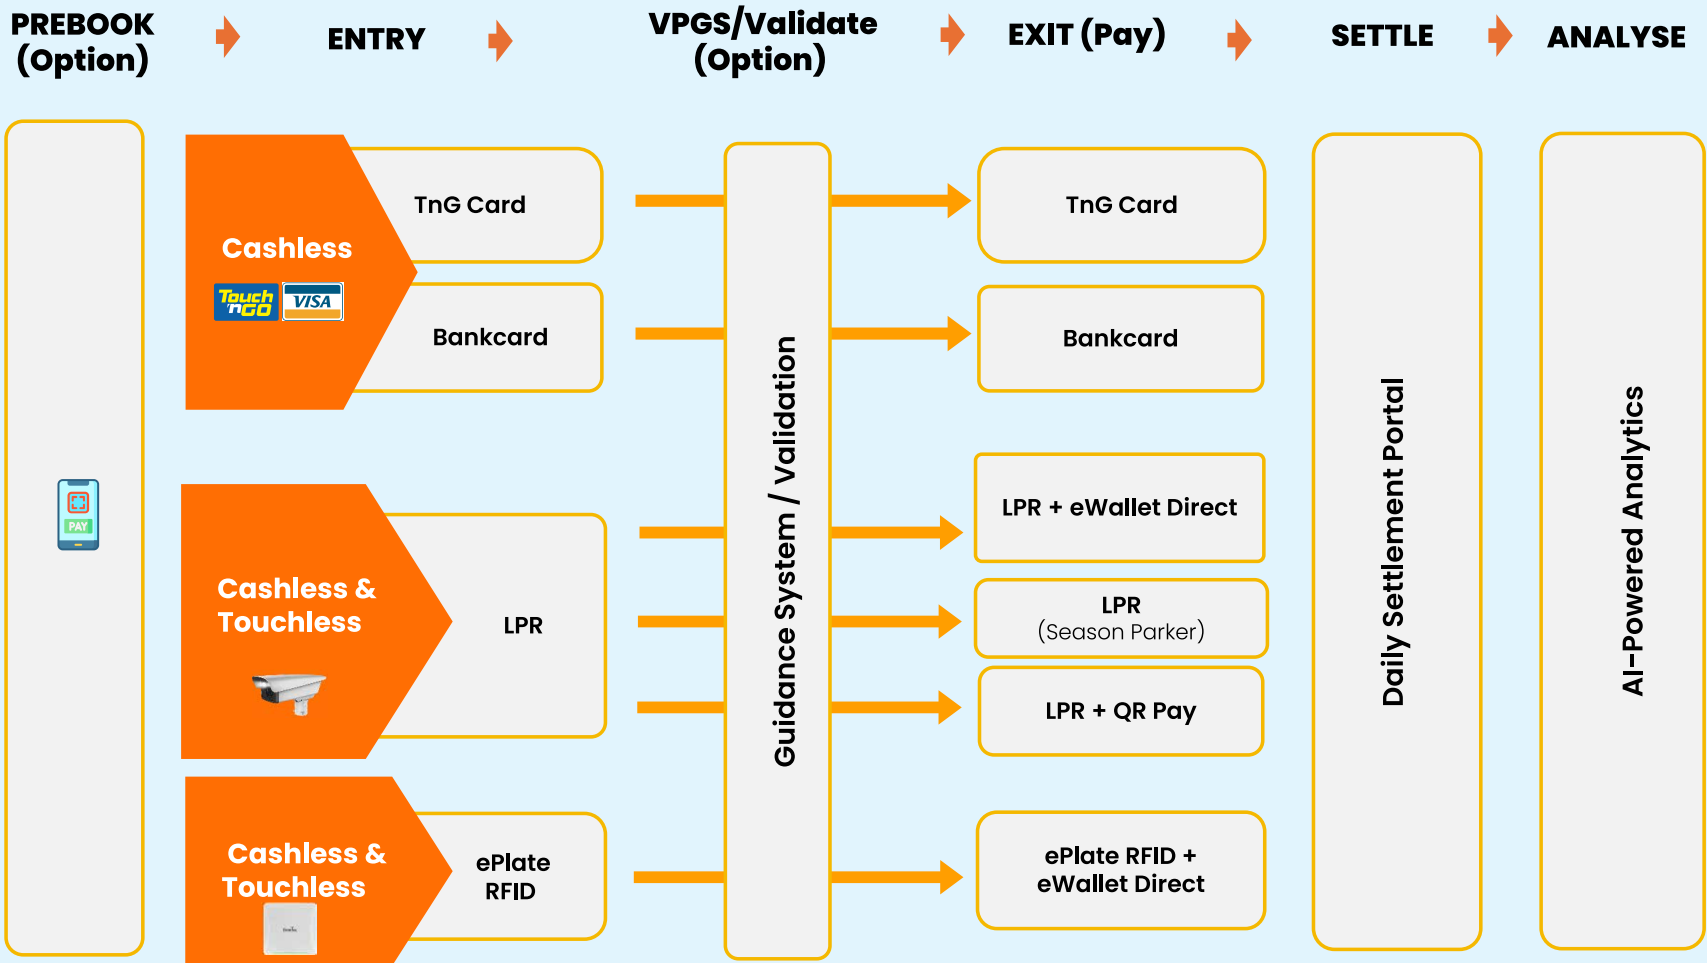 PREBOOK
(Option)
ENTRY
VPGS/Validate
(Option)
EXIT (Pay)
SETTLE
ANALYSE
PAY
Cashless
Touch
'nGO
VISA
TnG Card
Bankcard
Cashless &
Touchless
LPR
Cashless &
Touchless
ePlate
RFID
Guidance System / Validation
TnG Card
Bankcard
LPR + eWallet Direct
LPR
(Season Parker)
LPR + QR Pay
ePlate RFID +
eWallet Direct
Daily Settlement Portal
AI-Powered Analytics